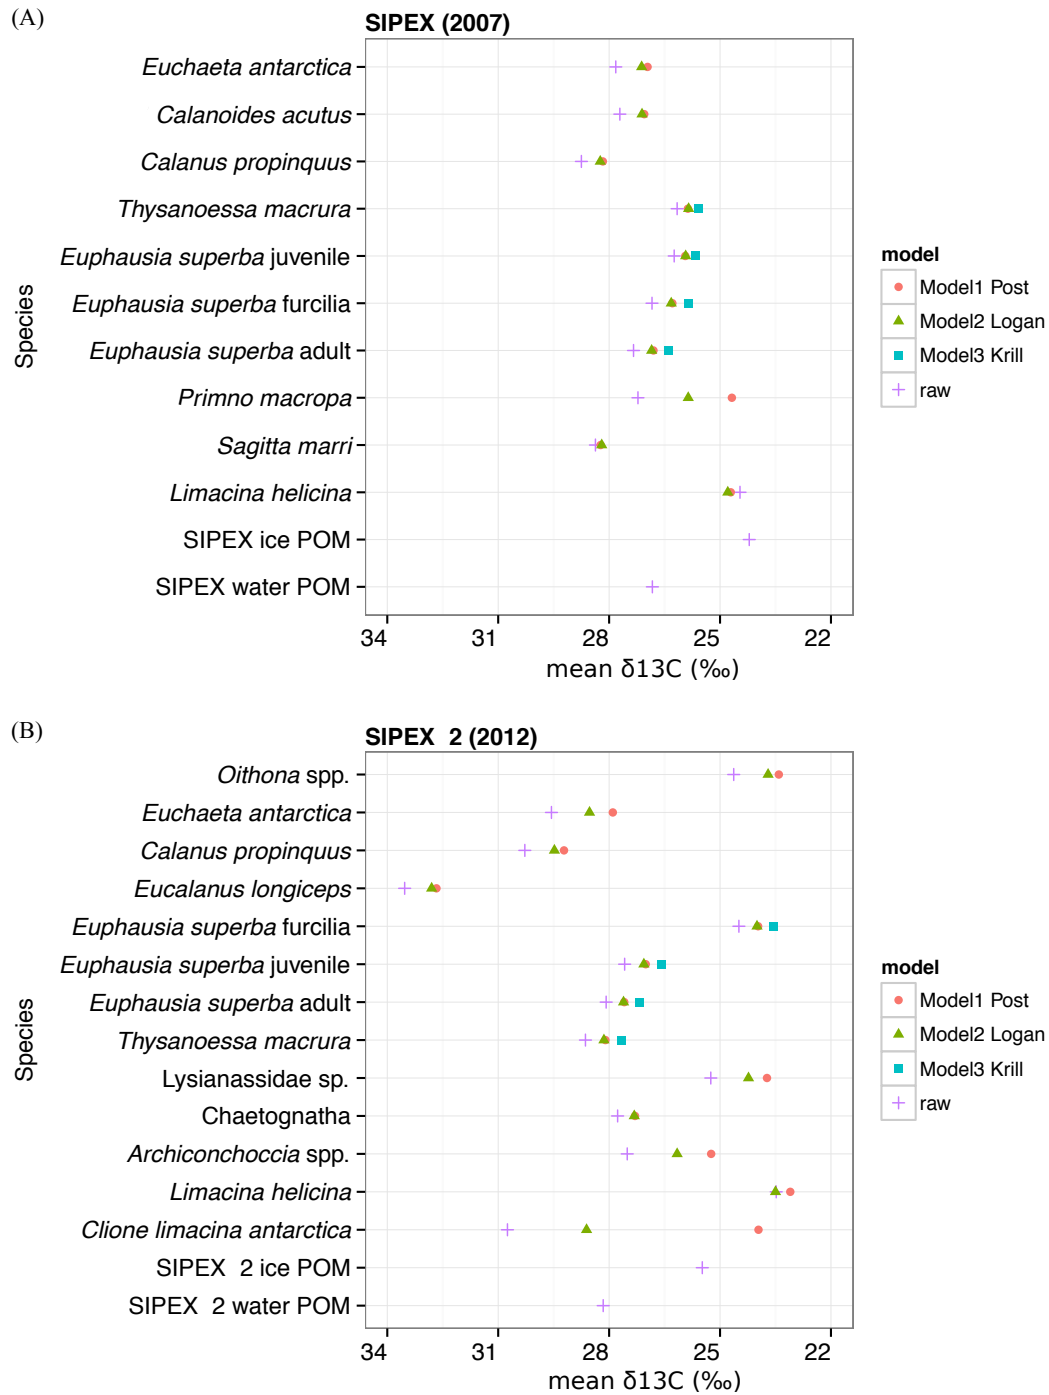 (A)
SIPEX (2007)
Euchaeta antarctica
Calanoides acutus
Calanus propinquus
Thysanoessa macrura
Euphausia superba juvenile
Euphausia superba furcilia
Euphausia superba adult
Primno macropa
Sagitta marri
Limacina helicina
SIPEX ice POM
SIPEX water POM
Species
34 31 28 25 22
mean δ13C (‰)
model
Model1 Post
Model2 Logan
Model3 Krill
raw
(B)
SIPEX 2 (2012)
Oithona spp.
Euchaeta antarctica
Calanus propinquus
Eucalanus longiceps
Euphausia superba furcilia
Euphausia superba juvenile
Euphausia superba adult
Thysanoessa macrura
Lysianassidae sp.
Chaetognatha
Archiconchoccia spp.
Limacina helicina
Clione limacina antarctica
SIPEX 2 ice POM
SIPEX 2 water POM
Species
34 31 28 25 22
mean δ13C (‰)
model
Model1 Post
Model2 Logan
Model3 Krill
raw